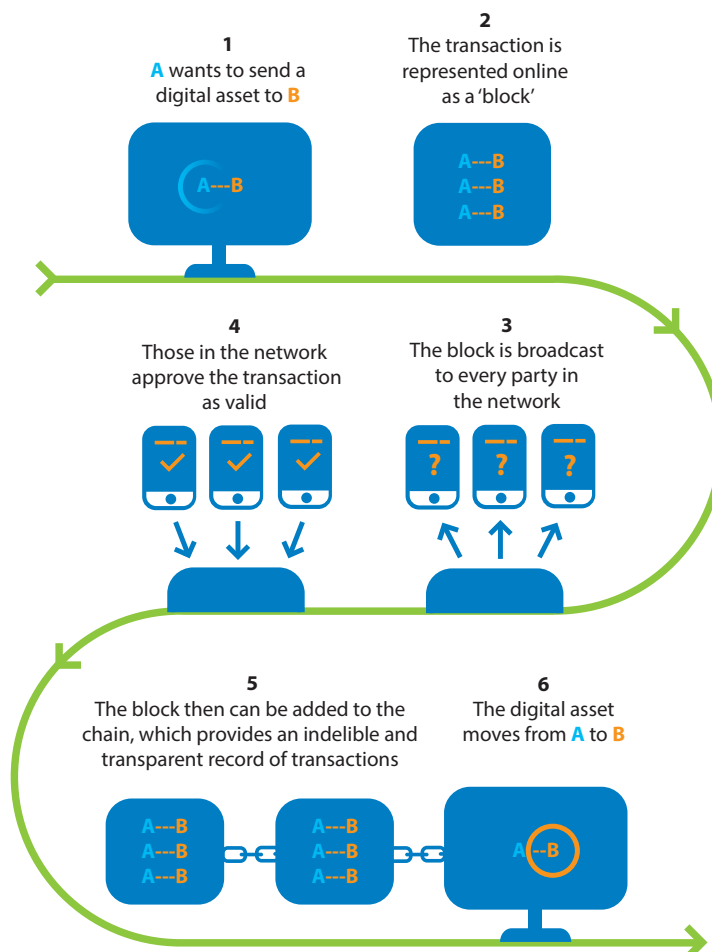 1
A wants to send a
digital asset to B
A---B
2
The transaction is
represented online
as a ‘block’
A---B
A---B
A---B
3
The block is broadcast
to every party in
the network
?
?
?
4
Those in the network
approve the transaction
as valid
5
The block then can be added to the
chain, which provides an indelible and
transparent record of transactions
A---B
A---B
A---B
A---B
A---B
A---B
6
The digital asset
moves from A to B
A--B